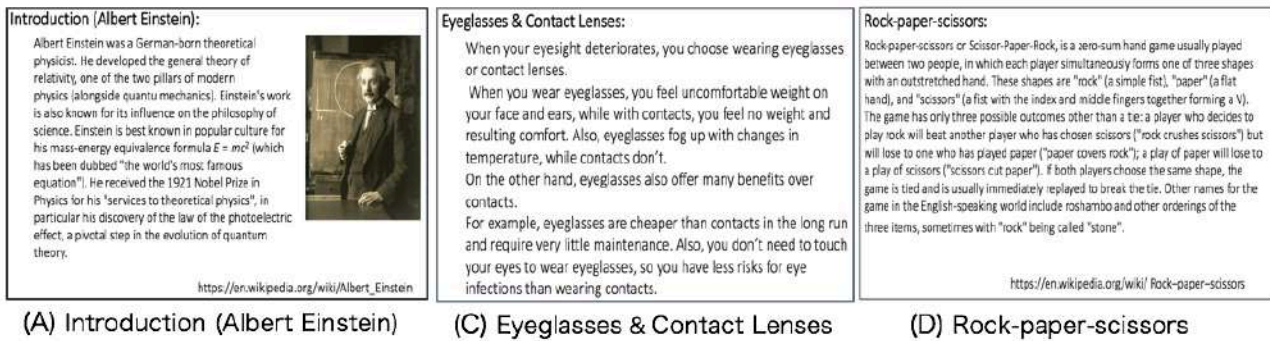 Introduction (Albert Einstein):
Albert Einstein was a German-born theoretical
physicist. He developed the general theory of
relativity, one of the two pillars of modern
physics (alongside quantu mechanics). Einstein's work
is also known for its influence on the philosophy of
science. Einstein is best known in popular culture for
his mass-energy equivalence formula E = mc² (which
has been dubbed "the world's most famous
equation"). He received the 1921 Nobel Prize in
Physics for his "services to theoretical physics", in
particular his discovery of the law of the photoelectric
effect, a pivotal step in the evolution of quantum
theory.
https://en.wikipedia.org/wiki/Albert_Einstein
(A) Introduction (Albert Einstein)
Eyeglasses & Contact Lenses:
When your eyesight deteriorates, you choose wearing eyeglasses
or contact lenses.
When you wear eyeglasses, you feel uncomfortable weight on
your face and ears, while with contacts, you feel no weight and
resulting comfort. Also, eyeglasses fog up with changes in
temperature, while contacts don't.
On the other hand, eyeglasses also offer many benefits over
contacts.
For example, eyeglasses are cheaper than contacts in the long run
and require very little maintenance. Also, you don't need to touch
your eyes to wear eyeglasses, so you have less risks for eye
infections than wearing contacts.
(C) Eyeglasses & Contact Lenses
Rock-paper-scissors:
Rock-paper-scissors or Scissor-Paper-Rock, is a zero-sum hand game usually played
between two people, in which each player simultaneously forms one of three shapes
with an outstretched hand. These shapes are "rock" (a simple fist), "paper" (a flat
hand), and "scissors" (a fist with the index and middle fingers together forming a V).
The game has only three possible outcomes other than a tie: a player who decides to
play rock will beat another player who has chosen scissors ("rock crushes scissors") but
will lose to one who has played paper ("paper covers rock"); a play of paper will lose to
a play of scissors ("scissors cut paper"). If both players choose the same shape, the
game is tied and is usually immediately replayed to break the tie. Other names for the
game in the English-speaking world include roshambo and other orderings of the
three items, sometimes with "rock" being called "stone".
https://en.wikipedia.org/wiki/ Rock–paper–scissors
(D) Rock-paper-scissors